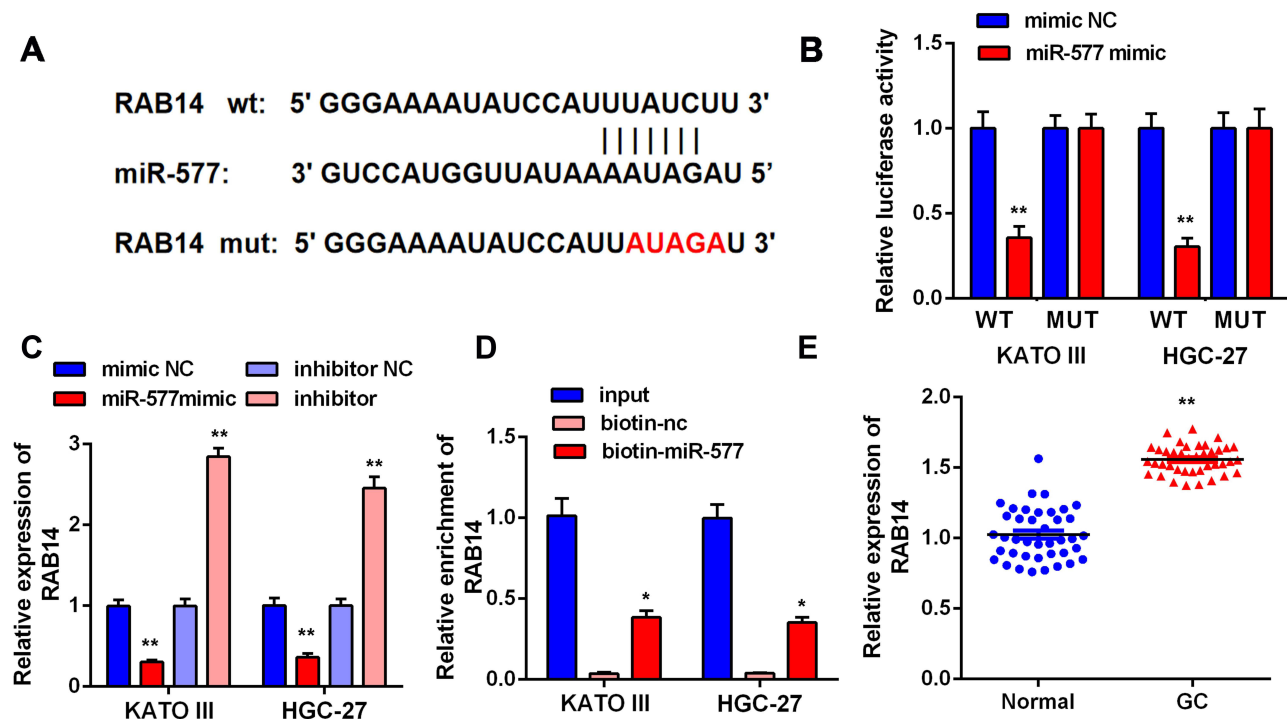 A
RAB14 wt: 5' GGGAAAAUAUCCAUUUAUCUU 3'
| | | | | | |
miR-577: 3' GUCCAUGGUUAUAAAAUAGAU 5’
RAB14 mut: 5' GGGAAAAUAUCCAUUAUAGAU 3'
B
mimic NC
miR-577 mimic
Relative luciferase activity
1.5
1.0
0.5
0.0
** **
WT MUT WT MUT
KATO III HGC-27
C
mimic NC inhibitor NC
miR-577mimic inhibitor
Relative expression of
RAB14
3
2
1
0
** ** ** **
KATO III HGC-27
D
input
biotin-nc
biotin-miR-577
Relative enrichment of
RAB14
1.5
1.0
0.5
0.0
* *
KATO III HGC-27
E
Relative expression of
RAB14
2.0
1.5
1.0
0.5
0.0
**
Normal GC